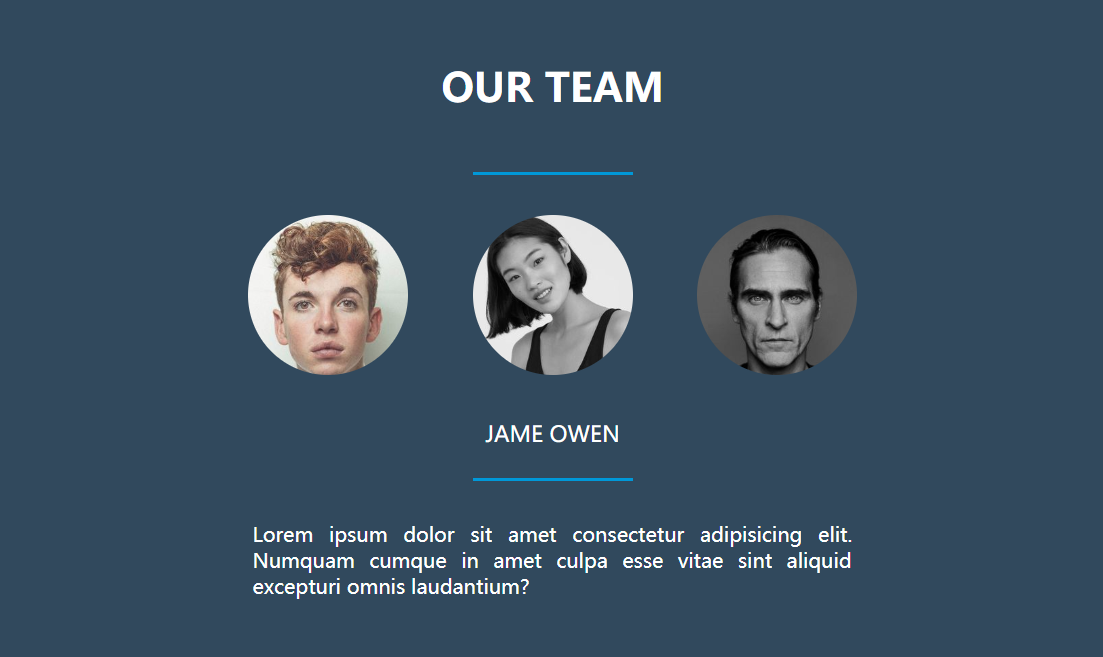 OUR TEAM
JAME OWEN
Lorem ipsum dolor sit amet consectetur adipisicing elit.
Numquam cumque in amet culpa esse vitae sint aliquid
excepturi omnis laudantium?